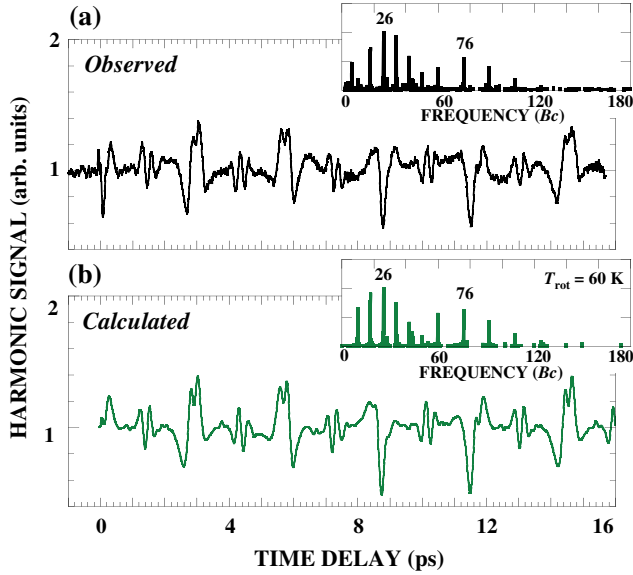 (a)
2
Observed
26
76
0
60
120
180
FREQUENCY (Bc)
1
HARMONIC SIGNAL (arb. units)
(b)
2
Calculated
26
76
Trot = 60 K
0
60
120
180
FREQUENCY (Bc)
1
0
4
8
12
16
TIME DELAY (ps)